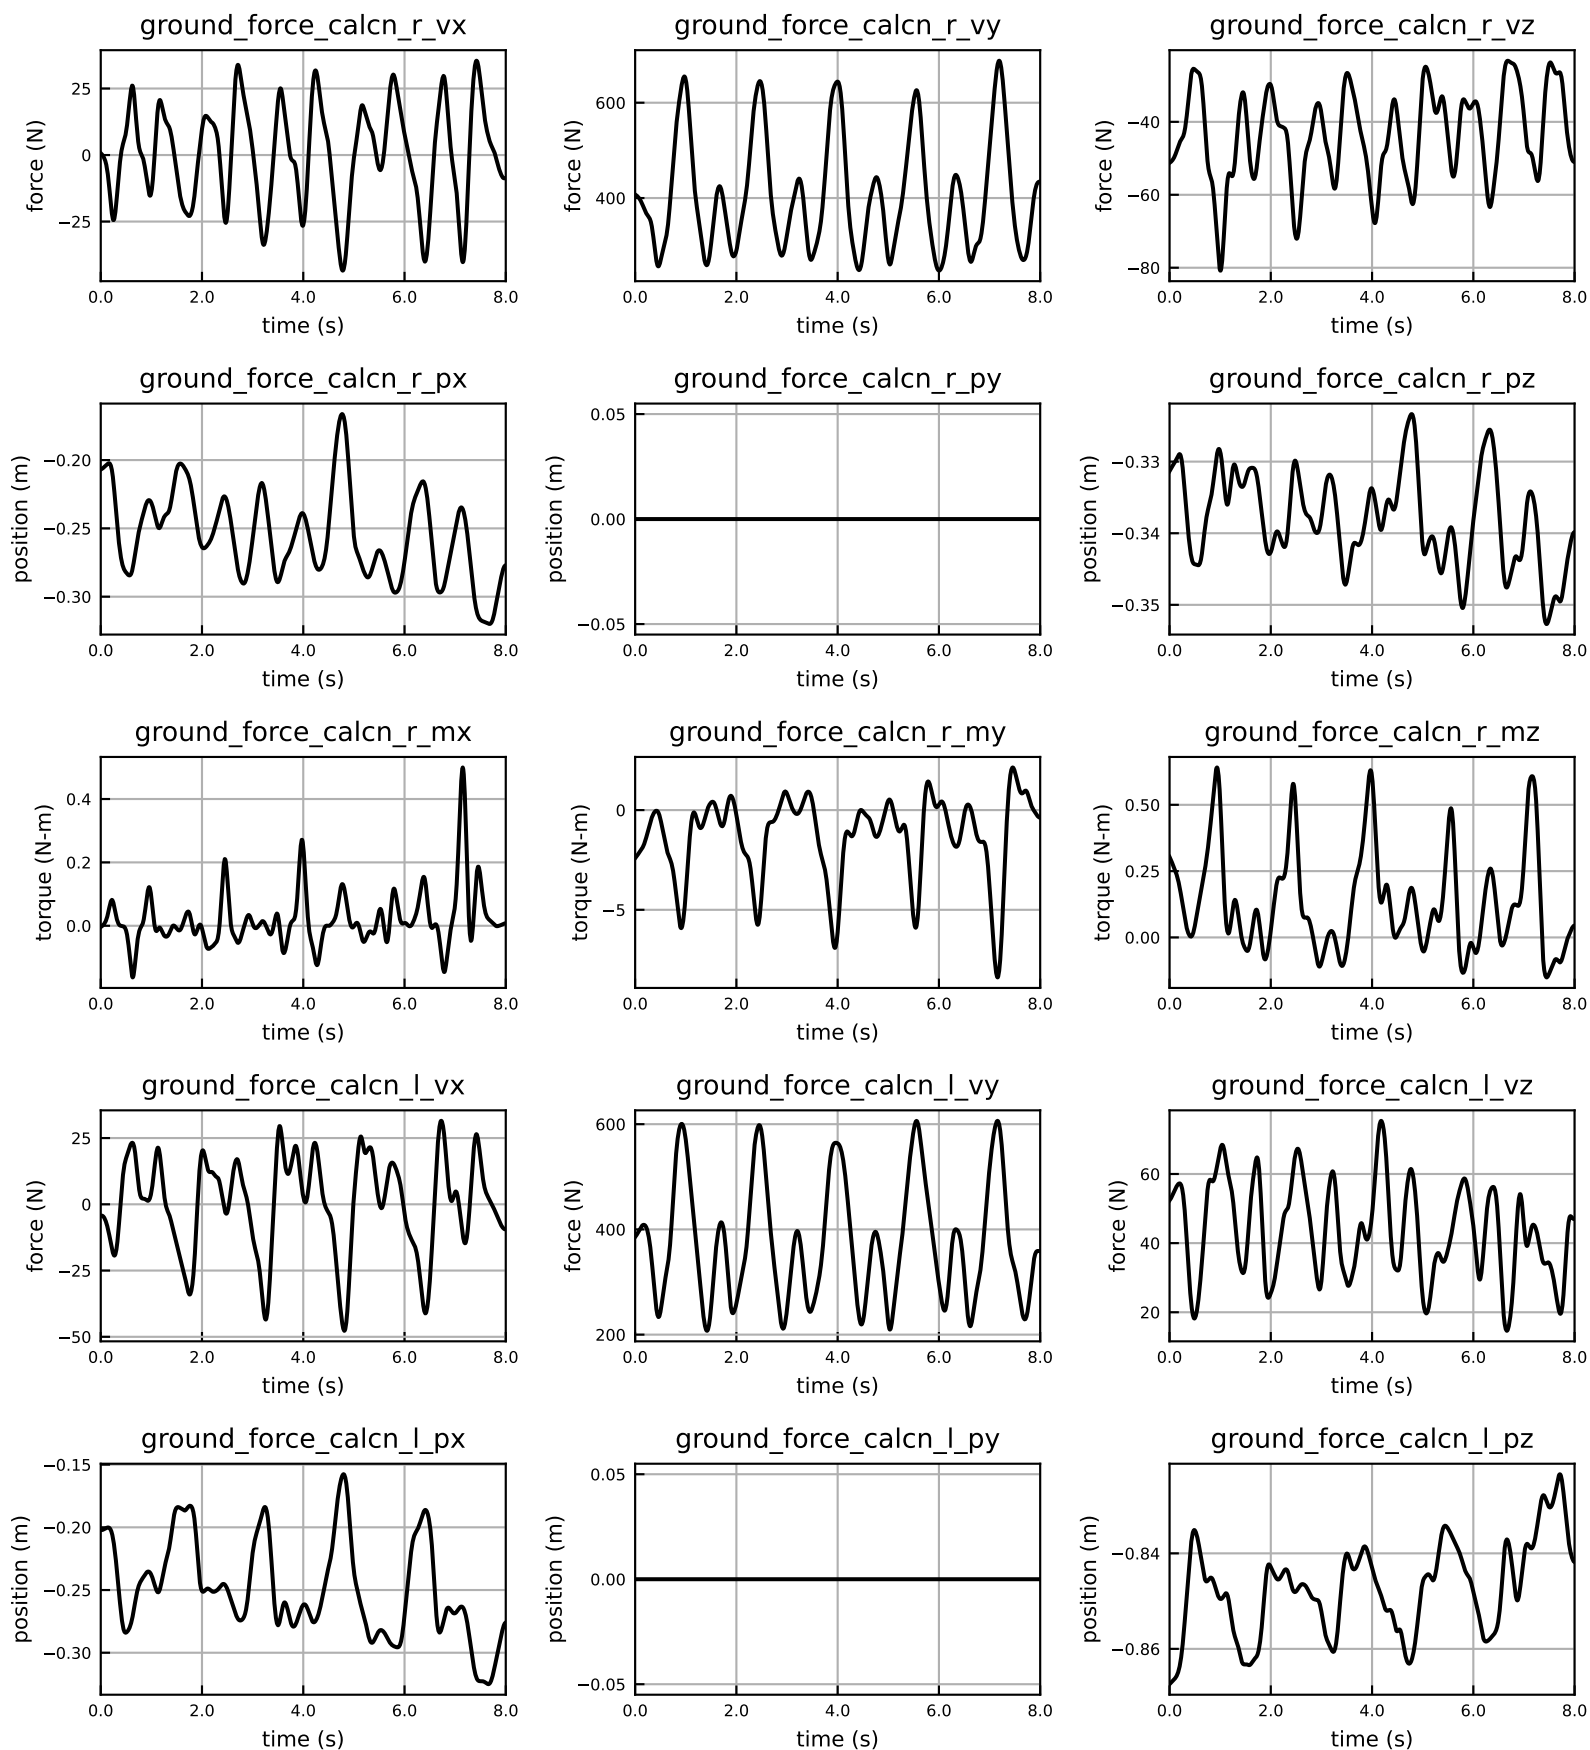 ground_force_calcn_r_vx
ground_force_calcn_r_vy
ground_force_calcn_r_vz
force (N)
25
0
−25
0.0 2.0 4.0 6.0 8.0
time (s)
force (N)
600
400
0.0 2.0 4.0 6.0 8.0
time (s)
force (N)
−40
−60
−80
0.0 2.0 4.0 6.0 8.0
time (s)
ground_force_calcn_r_px
ground_force_calcn_r_py
ground_force_calcn_r_pz
position (m)
−0.20
−0.25
−0.30
0.0 2.0 4.0 6.0 8.0
time (s)
position (m)
0.05
0.00
−0.05
0.0 2.0 4.0 6.0 8.0
time (s)
position (m)
−0.33
−0.34
−0.35
0.0 2.0 4.0 6.0 8.0
time (s)
ground_force_calcn_r_mx
ground_force_calcn_r_my
ground_force_calcn_r_mz
torque (N-m)
0.4
0.2
0.0
0.0 2.0 4.0 6.0 8.0
time (s)
torque (N-m)
0
−5
0.0 2.0 4.0 6.0 8.0
time (s)
torque (N-m)
0.50
0.25
0.00
0.0 2.0 4.0 6.0 8.0
time (s)
ground_force_calcn_l_vx
ground_force_calcn_l_vy
ground_force_calcn_l_vz
force (N)
25
0
−25
−50
0.0 2.0 4.0 6.0 8.0
time (s)
force (N)
600
400
200
0.0 2.0 4.0 6.0 8.0
time (s)
force (N)
60
40
20
0.0 2.0 4.0 6.0 8.0
time (s)
ground_force_calcn_l_px
ground_force_calcn_l_py
ground_force_calcn_l_pz
position (m)
−0.15
−0.20
−0.25
−0.30
0.0 2.0 4.0 6.0 8.0
time (s)
position (m)
0.05
0.00
−0.05
0.0 2.0 4.0 6.0 8.0
time (s)
position (m)
−0.84
−0.86
0.0 2.0 4.0 6.0 8.0
time (s)